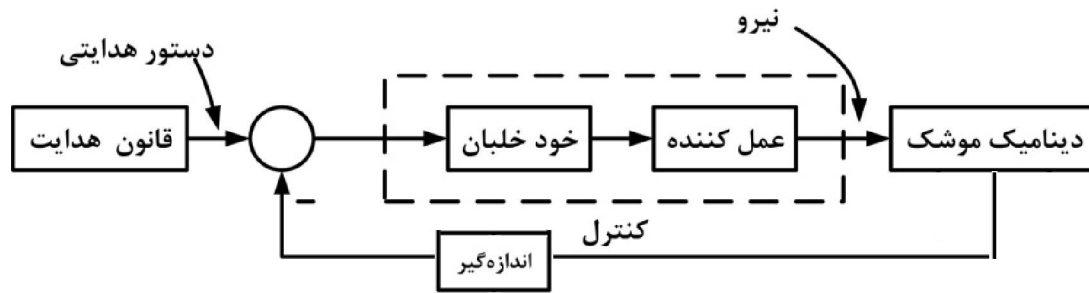 نیرو
دستور هدایتی
قانون هدایت
خود خلبان
عمل کننده
دینامیک موشک
کنترل
اندازه‌گیر